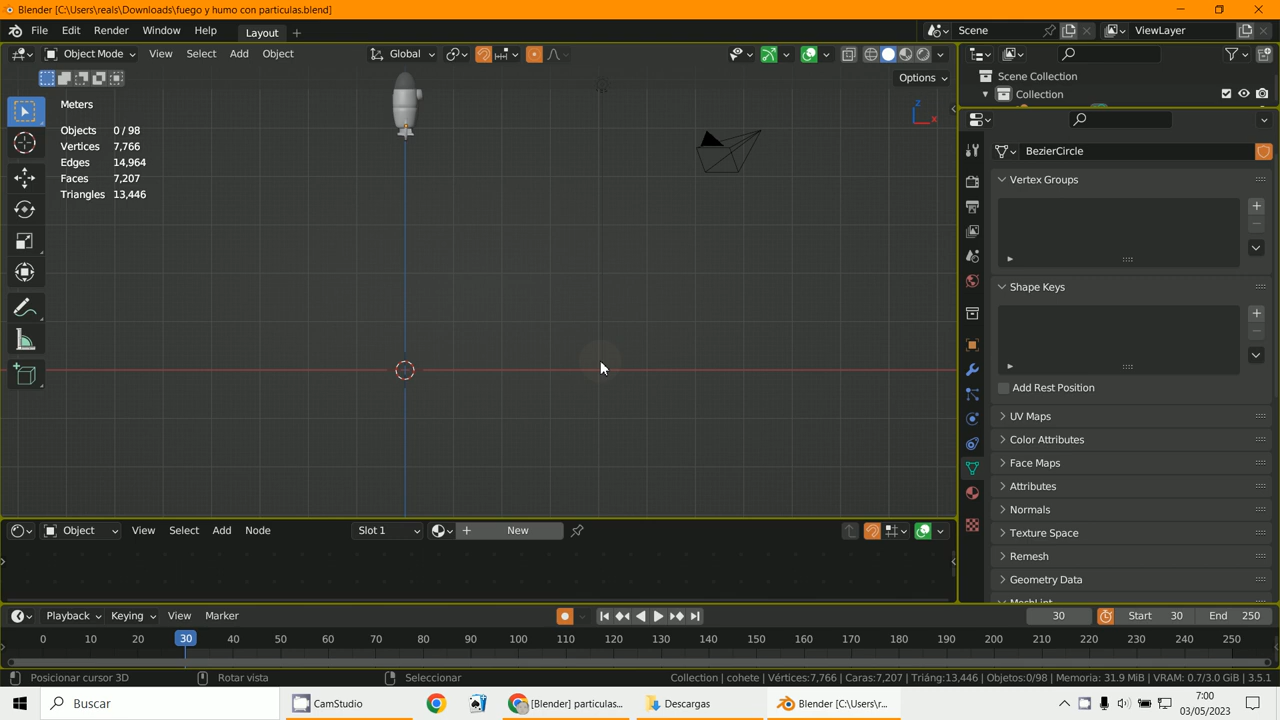 Blender [C:\Users\reals\Downloads\fuego y humo con particulas.blend]
File Edit Render Window Help Layout + Scene ViewLayer
Object Mode View Select Add Object Global
Options
Scene Collection
Collection
Meters
Objects 0 / 98
Vertices 7,766
Edges 14,964
Faces 7,207
Triangles 13,446
Z
X
BezierCircle
Vertex Groups
Shape Keys
Add Rest Position
UV Maps
Color Attributes
Face Maps
Attributes
Normals
Texture Space
Remesh
Geometry Data
Object View Select Add Node Slot 1 New
Playback Keying View Marker 30 Start 30 End 250
0 10 20 30 40 50 60 70 80 90 100 110 120 130 140 150 160 170 180 190 200 210 220 230 240 250
Posicionar cursor 3D Rotar vista Seleccionar Collection | cohete | Vértices:7,766 | Caras:7,207 | Triáng:13,446 | Objetos:0/98 | Memoria: 31.9 MiB | VRAM: 0.7/3.0 GiB | 3.5.1
Buscar CamStudio [Blender] particulas... Descargas Blender [C:\Users\r...
7:00
03/05/2023